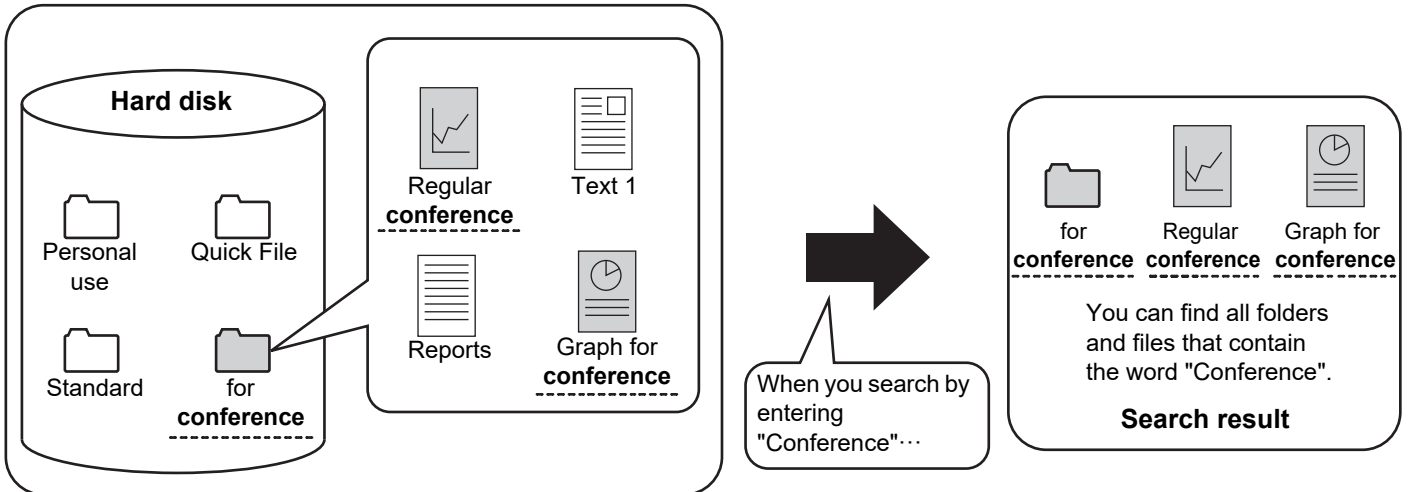 Hard disk
Personal
use
Quick File
Standard
for
conference
Regular
conference
Text 1
Reports
Graph for
conference
When you search by
entering
"Conference"···
for
conference
Regular
conference
Graph for
conference
You can find all folders
and files that contain
the word "Conference".
Search result